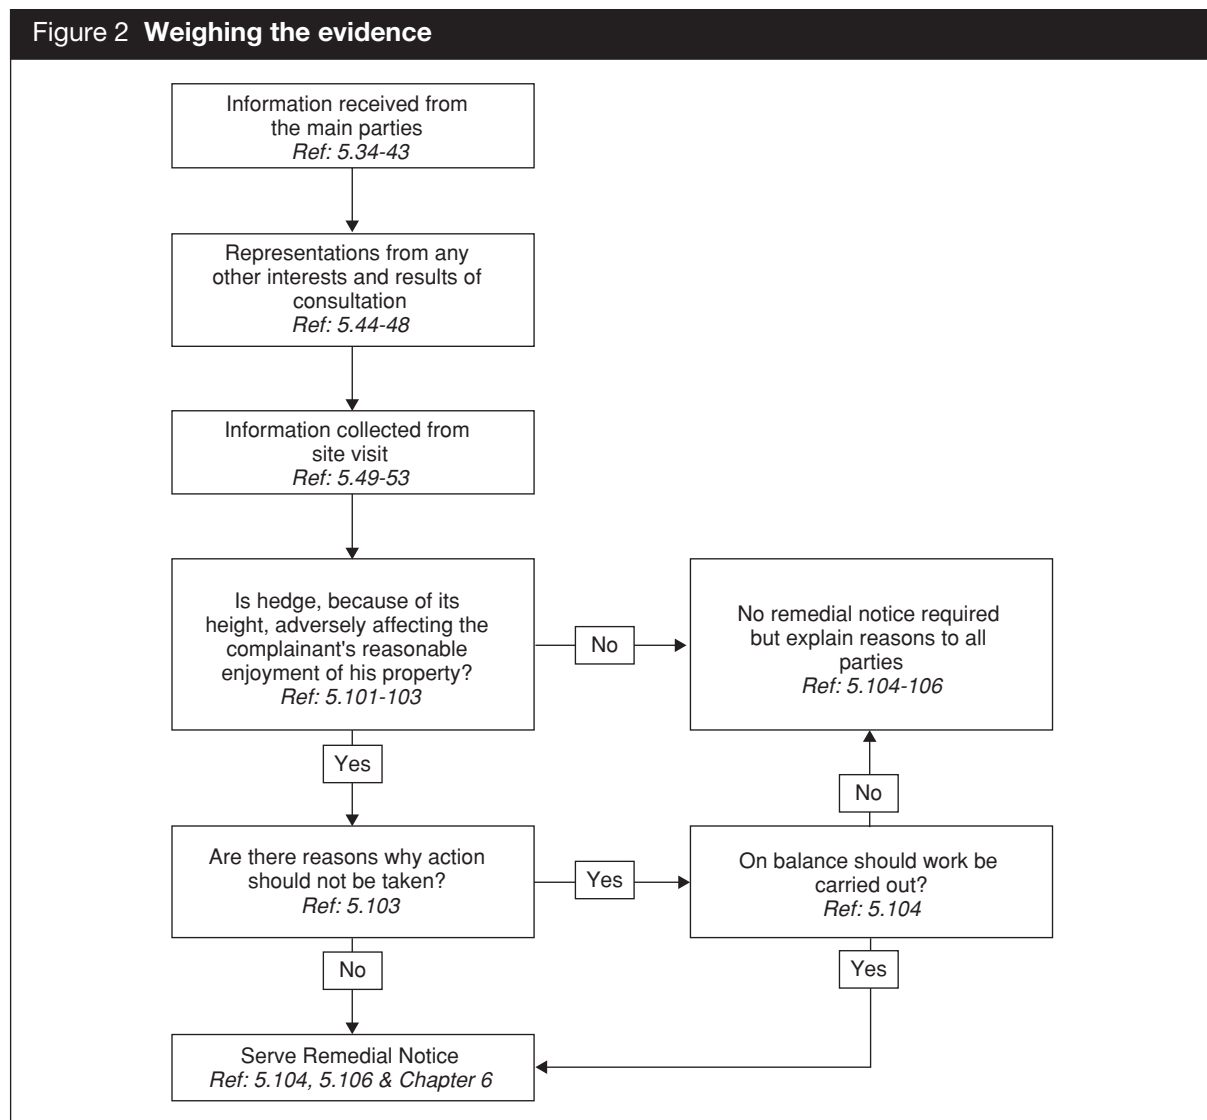 Figure 2 Weighing the evidence
Information received from
the main parties
Ref: 5.34-43
Representations from any
other interests and results of
consultation
Ref: 5.44-48
Information collected from
site visit
Ref: 5.49-53
Is hedge, because of its
height, adversely affecting the
complainant's reasonable
enjoyment of his property?
Ref: 5.101-103
No
No remedial notice required
but explain reasons to all
parties
Ref: 5.104-106
Yes
No
Are there reasons why action
should not be taken?
Ref: 5.103
Yes
On balance should work be
carried out?
Ref: 5.104
No
Yes
Serve Remedial Notice
Ref: 5.104, 5.106 & Chapter 6